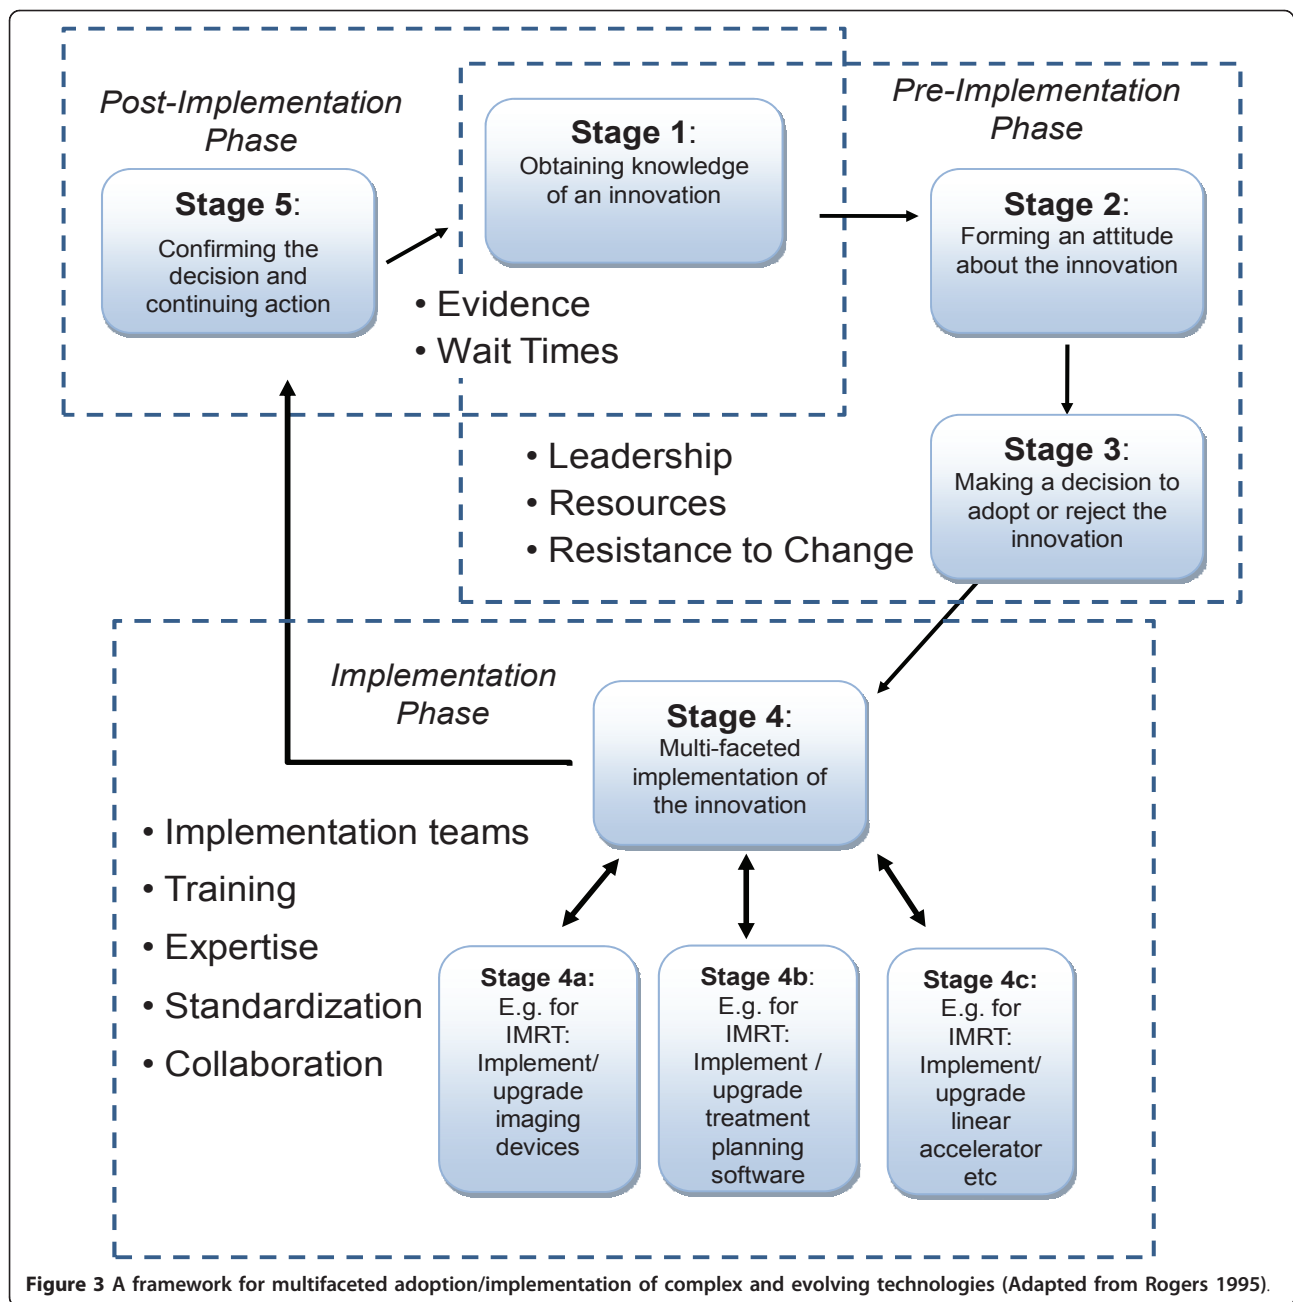 Post-Implementation
Phase
Stage 1:
Obtaining knowledge
of an innovation
Pre-Implementation
Phase
Stage 5:
Confirming the
decision and
continuing action
Stage 2:
Forming an attitude
about the innovation
• Evidence
• Wait Times
Stage 3:
Making a decision to
adopt or reject the
innovation
• Leadership
• Resources
• Resistance to Change
Implementation
Phase
Stage 4:
Multi-faceted
implementation of
the innovation
• Implementation teams
• Training
• Expertise
• Standardization
• Collaboration
Stage 4a:
E.g. for
IMRT:
Implement/
upgrade
imaging
devices
Stage 4b:
E.g. for
IMRT:
Implement /
upgrade
treatment
planning
software
Stage 4c:
E.g. for
IMRT:
Implement/
upgrade
linear
accelerator
etc
Figure 3 A framework for multifaceted adoption/implementation of complex and evolving technologies (Adapted from Rogers 1995).